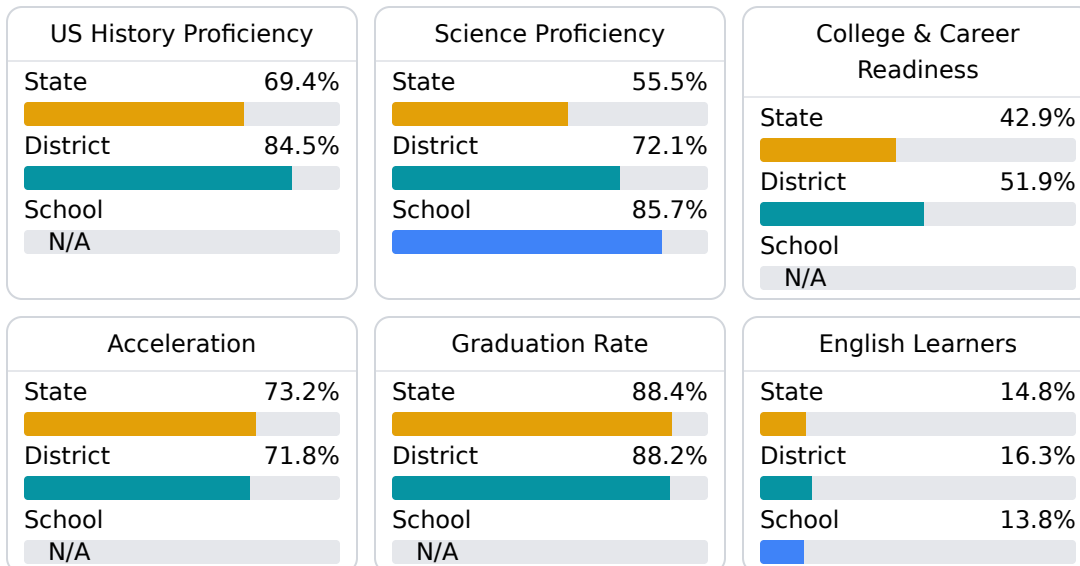 US History Proficiency
State 69.4%
District 84.5%
School
N/A
Science Proficiency
State 55.5%
District 72.1%
School 85.7%
College & Career
Readiness
State 42.9%
District 51.9%
School
N/A
Acceleration
State 73.2%
District 71.8%
School
N/A
Graduation Rate
State 88.4%
District 88.2%
School
N/A
English Learners
State 14.8%
District 16.3%
School 13.8%